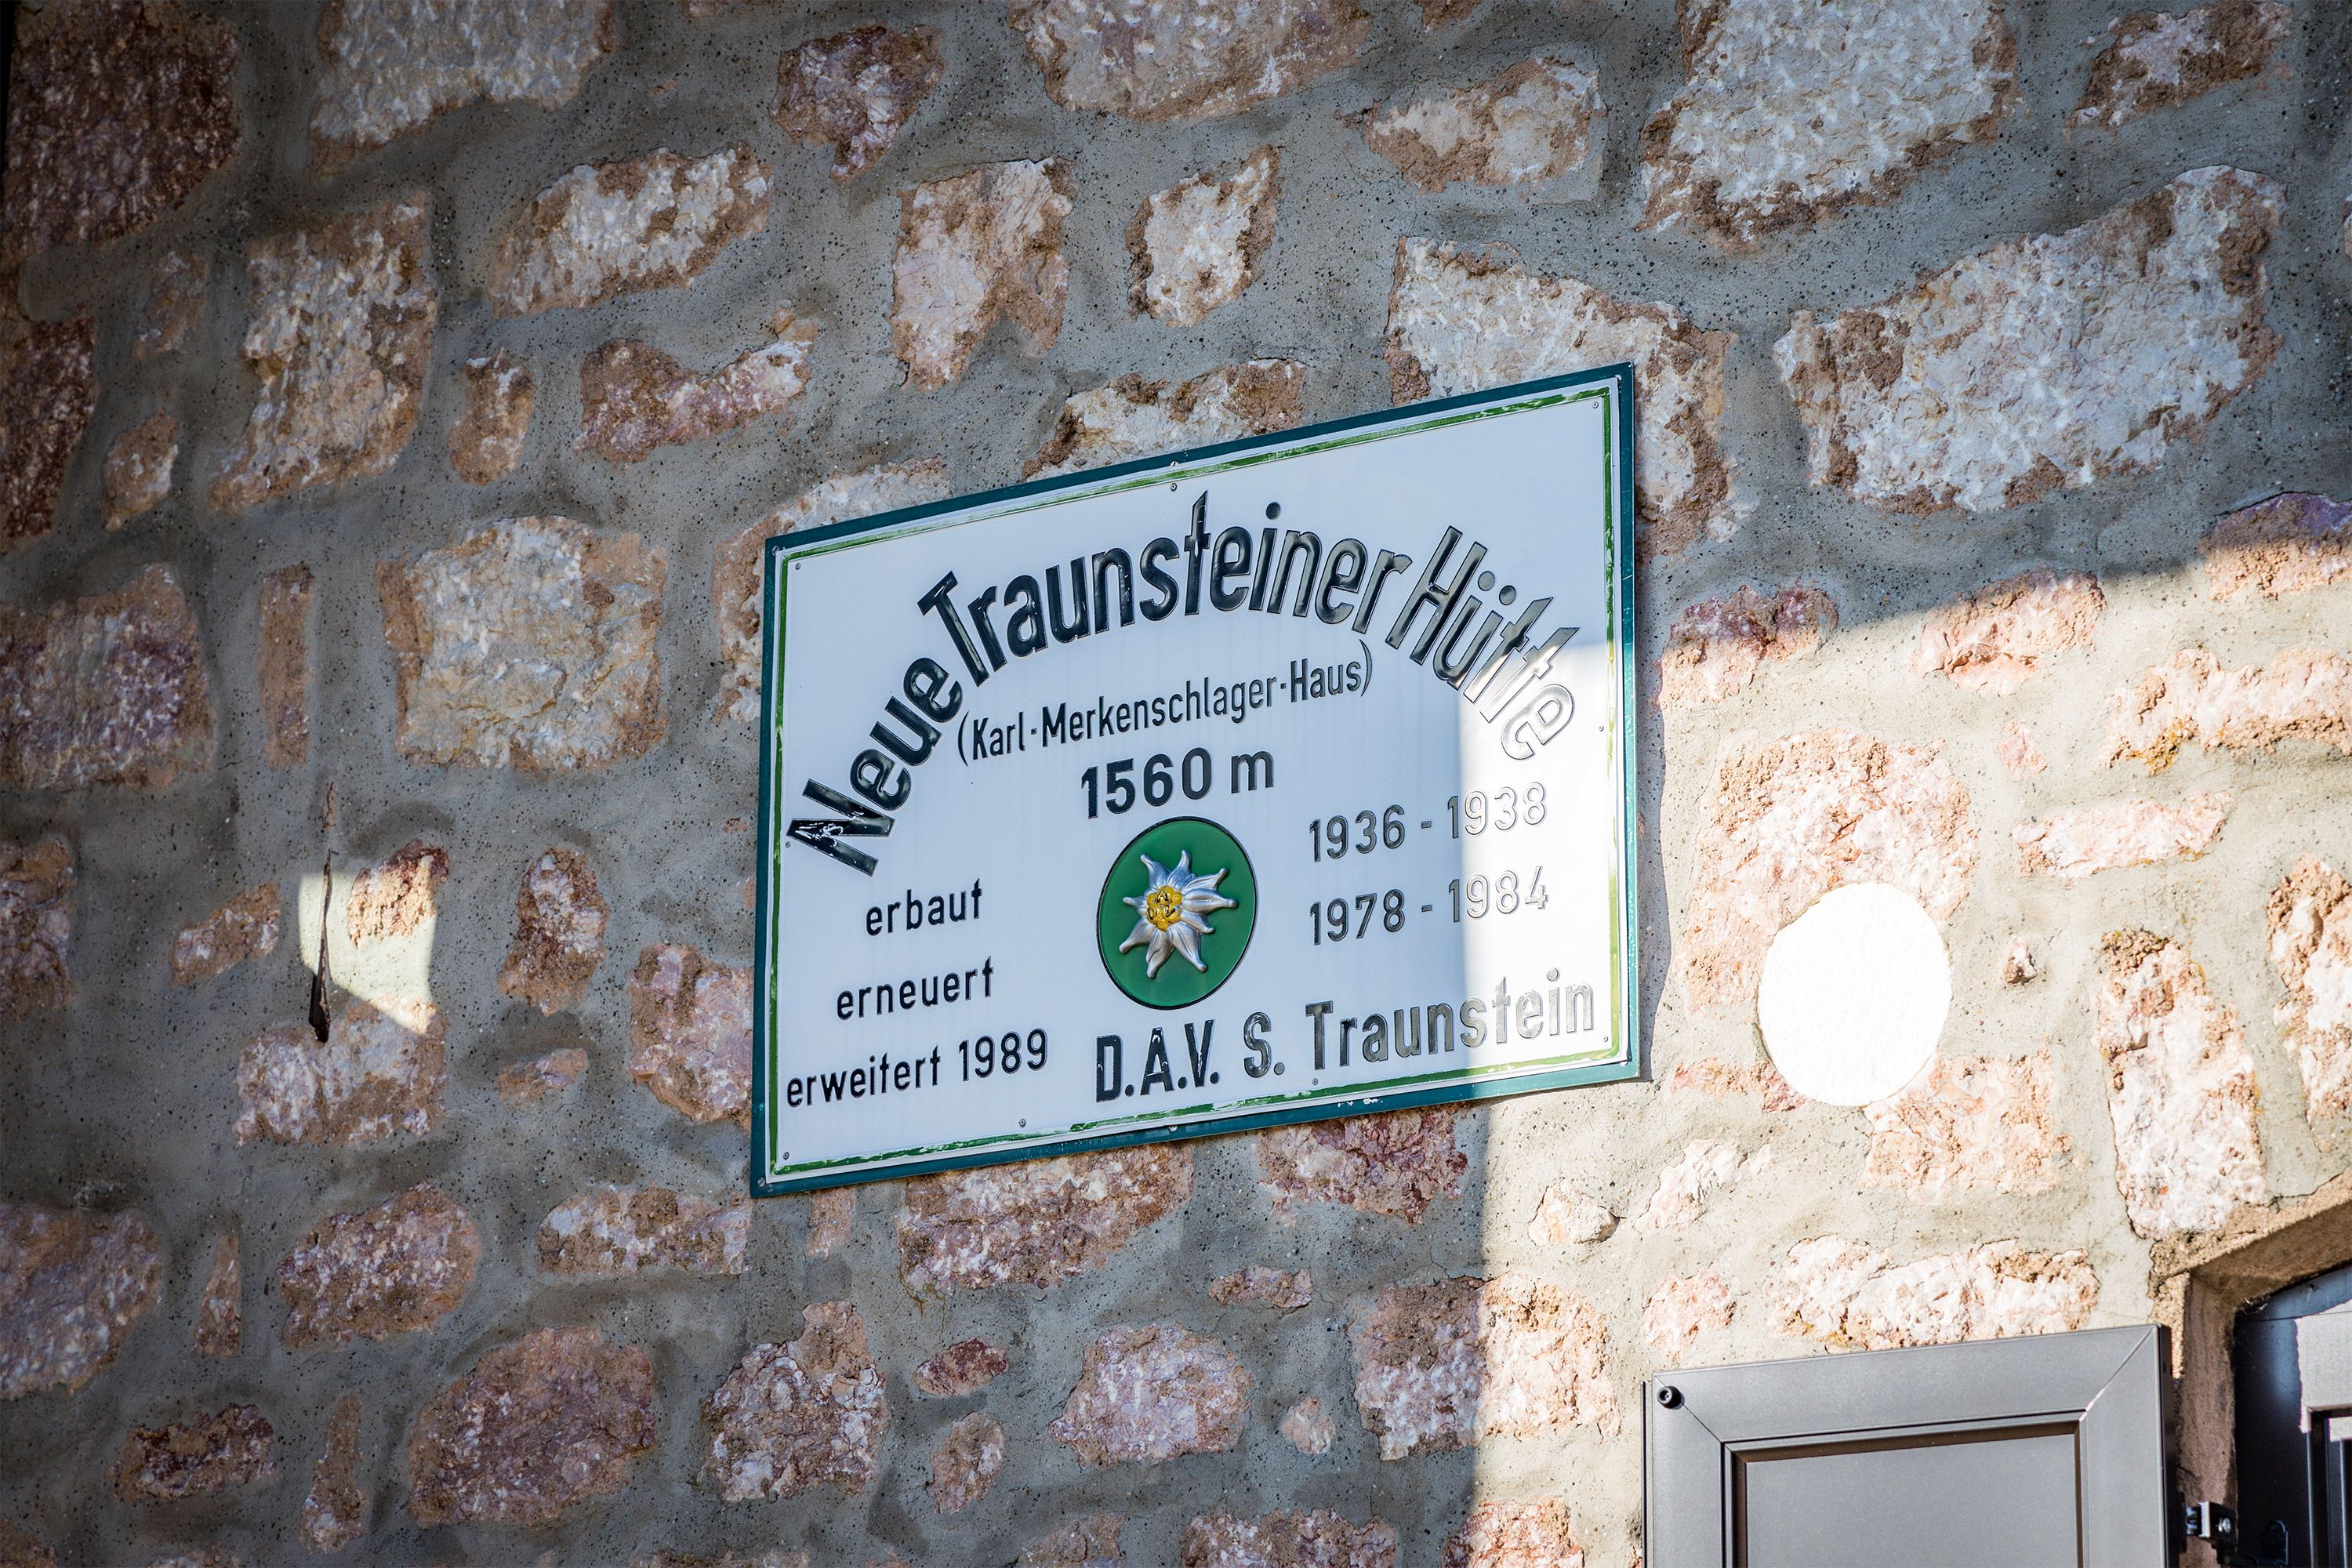 Neue Traunsteiner Hütte
(Karl-Merkenschlager-Haus)
1560 m
erbaut 1936 - 1938
erneuert 1978 - 1984
erweitert 1989 D.A.V. S. Traunstein